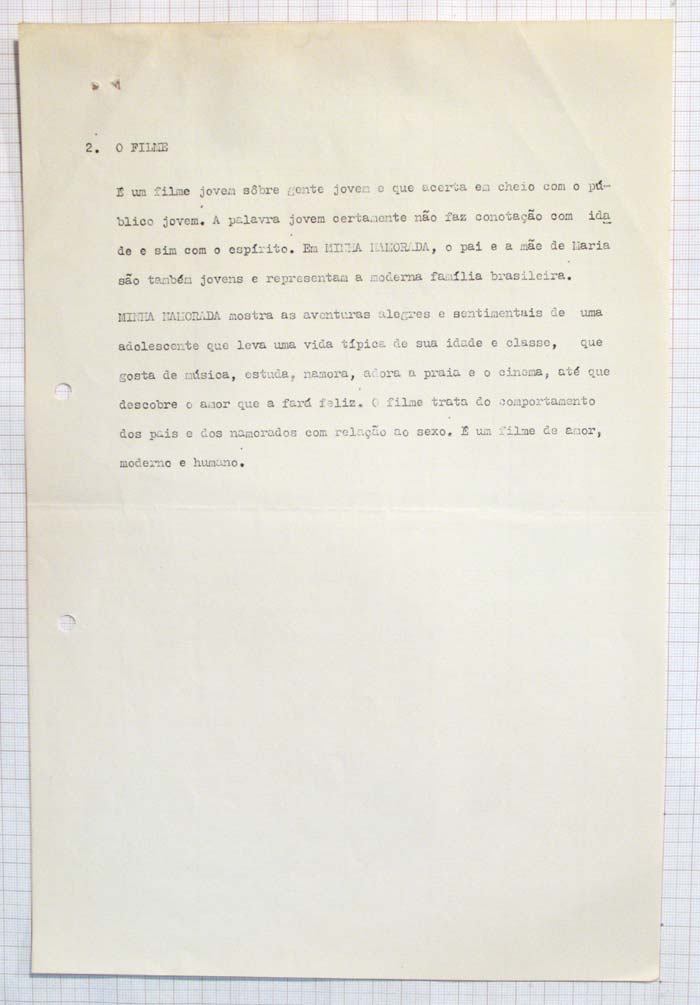 2. O FILME
É um filme jovem sôbre gente jovem e que acerta em cheio com o pú-
blico jovem. A palavra jovem certamente não faz conotação com ida
de e sim com o espírito. Em MINHA NAMORADA, o pai e a mãe de Maria
são também jovens e representam a moderna família brasileira.
MINHA NAMORADA mostra as aventuras alegres e sentimentais de uma
adolescente que leva uma vida típica de sua idade e classe, que
gosta de música, estuda, namora, adora a praia e o cinema, até que
descobre o amor que a fará feliz. O filme trata do comportamento
dos pais e dos namorados com relação ao sexo. É um filme de amor,
moderno e humano.